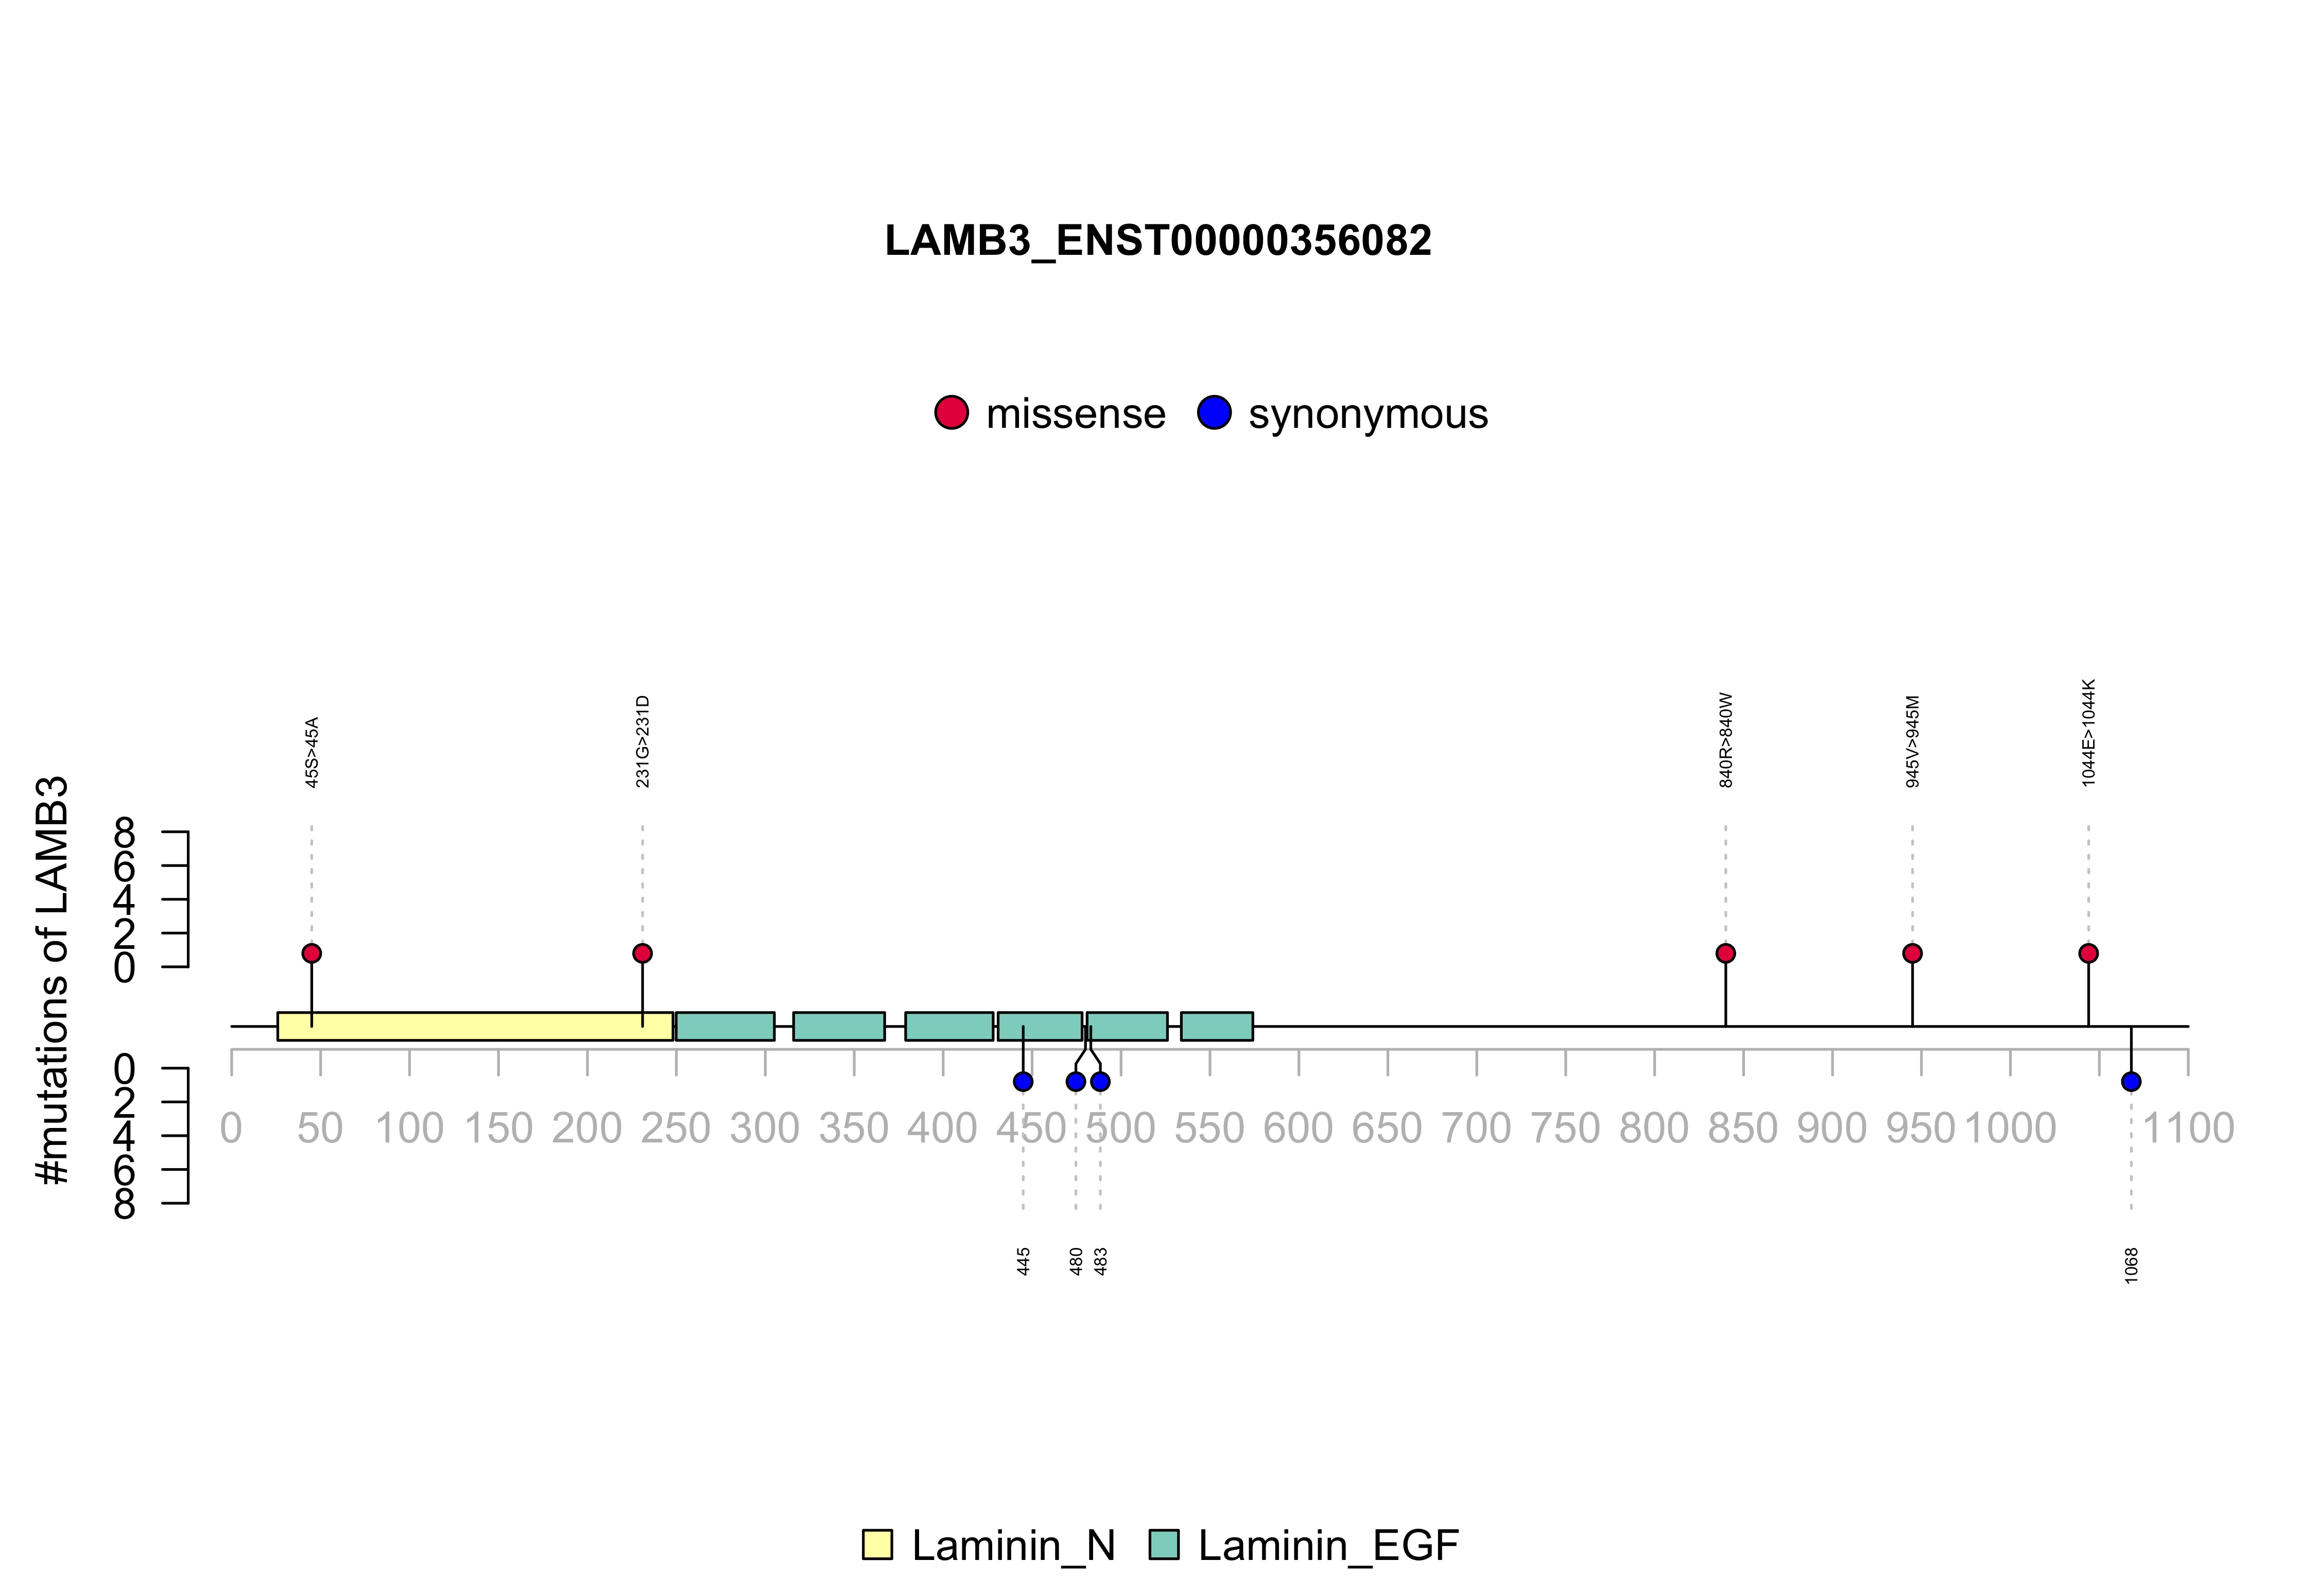 LAMB3_ENST00000356082
missense synonymous
45S>45A
231G>231D
840R>840W
945V>945M
1044E>1044K
#mutations of LAMB3
8
6
4
2
0
0
2
4
6
8
0 50 100 150 200 250 300 350 400 450 500 550 600 650 700 750 800 850 900 950 1000 1100
445
480
483
1068
Laminin_N Laminin_EGF